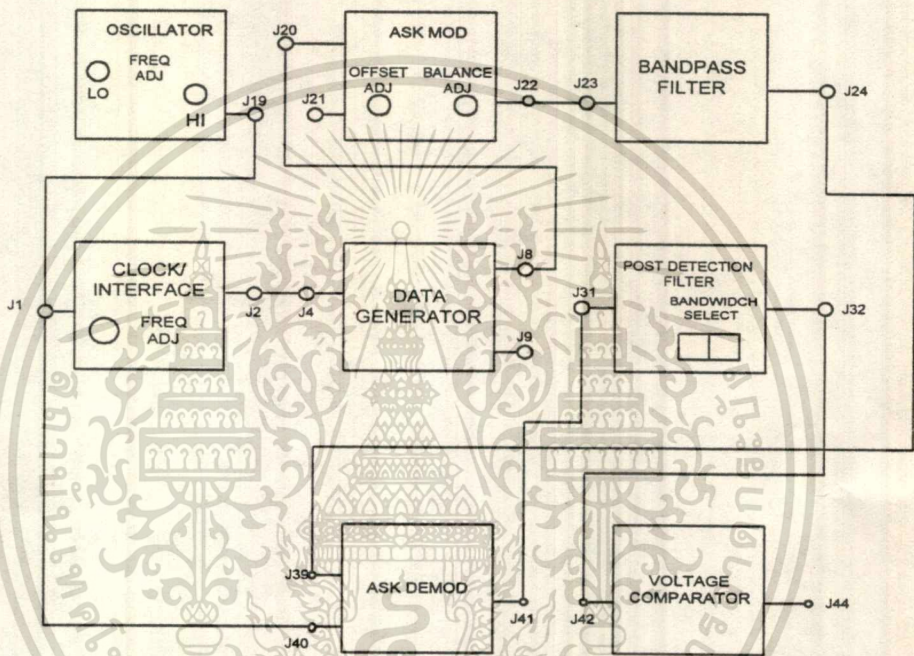 OSCILLATOR
FREQ
ADJ
LO
HI
J19
J20
J21
ASK MOD
OFFSET
ADJ
BALANCE
ADJ
J22
J23
BANDPASS
FILTER
J24
J1
CLOCK/
INTERFACE
FREQ
ADJ
J2
J4
DATA
GENERATOR
J8
J9
J31
POST DETECTION
FILTER
BANDWIDCH
SELECT
J32
J39
J40
ASK DEMOD
J41
J42
VOLTAGE
COMPARATOR
J44